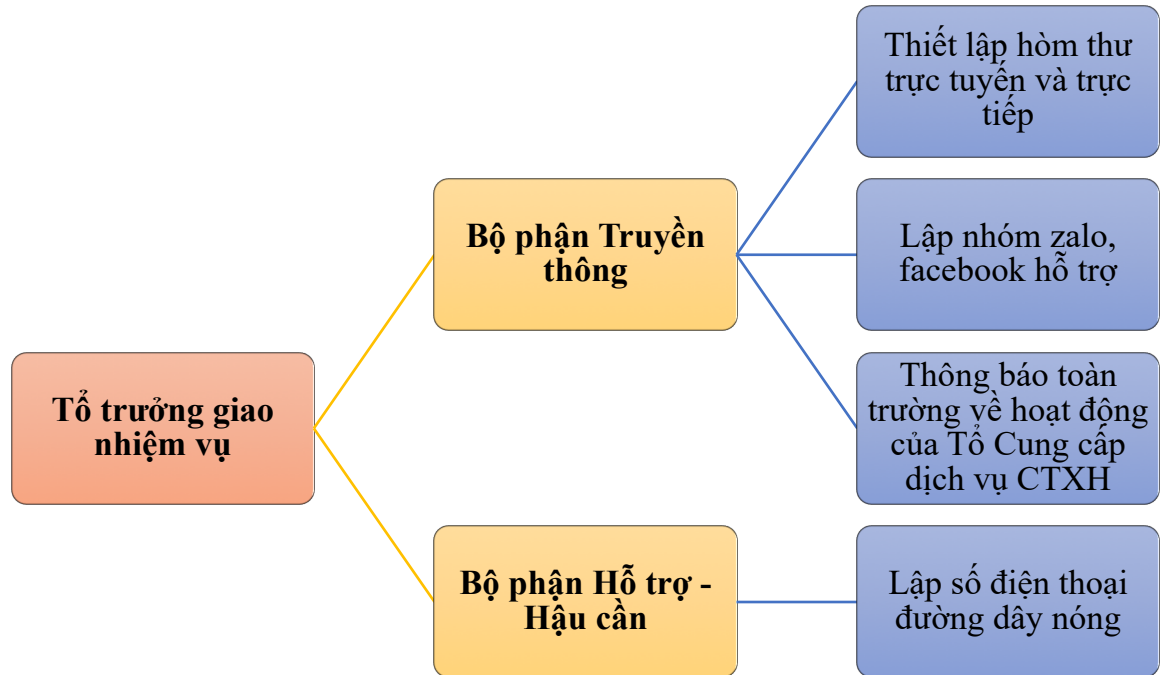 Tổ trưởng giao
nhiệm vụ
Bộ phận Truyền
thông
Thiết lập hòm thư
trực tuyến và trực
tiếp
Lập nhóm zalo,
facebook hỗ trợ
Thông báo toàn
trường về hoạt động
của Tổ Cung cấp
dịch vụ CTXH
Bộ phận Hỗ trợ -
Hậu cần
Lập số điện thoại
đường dây nóng